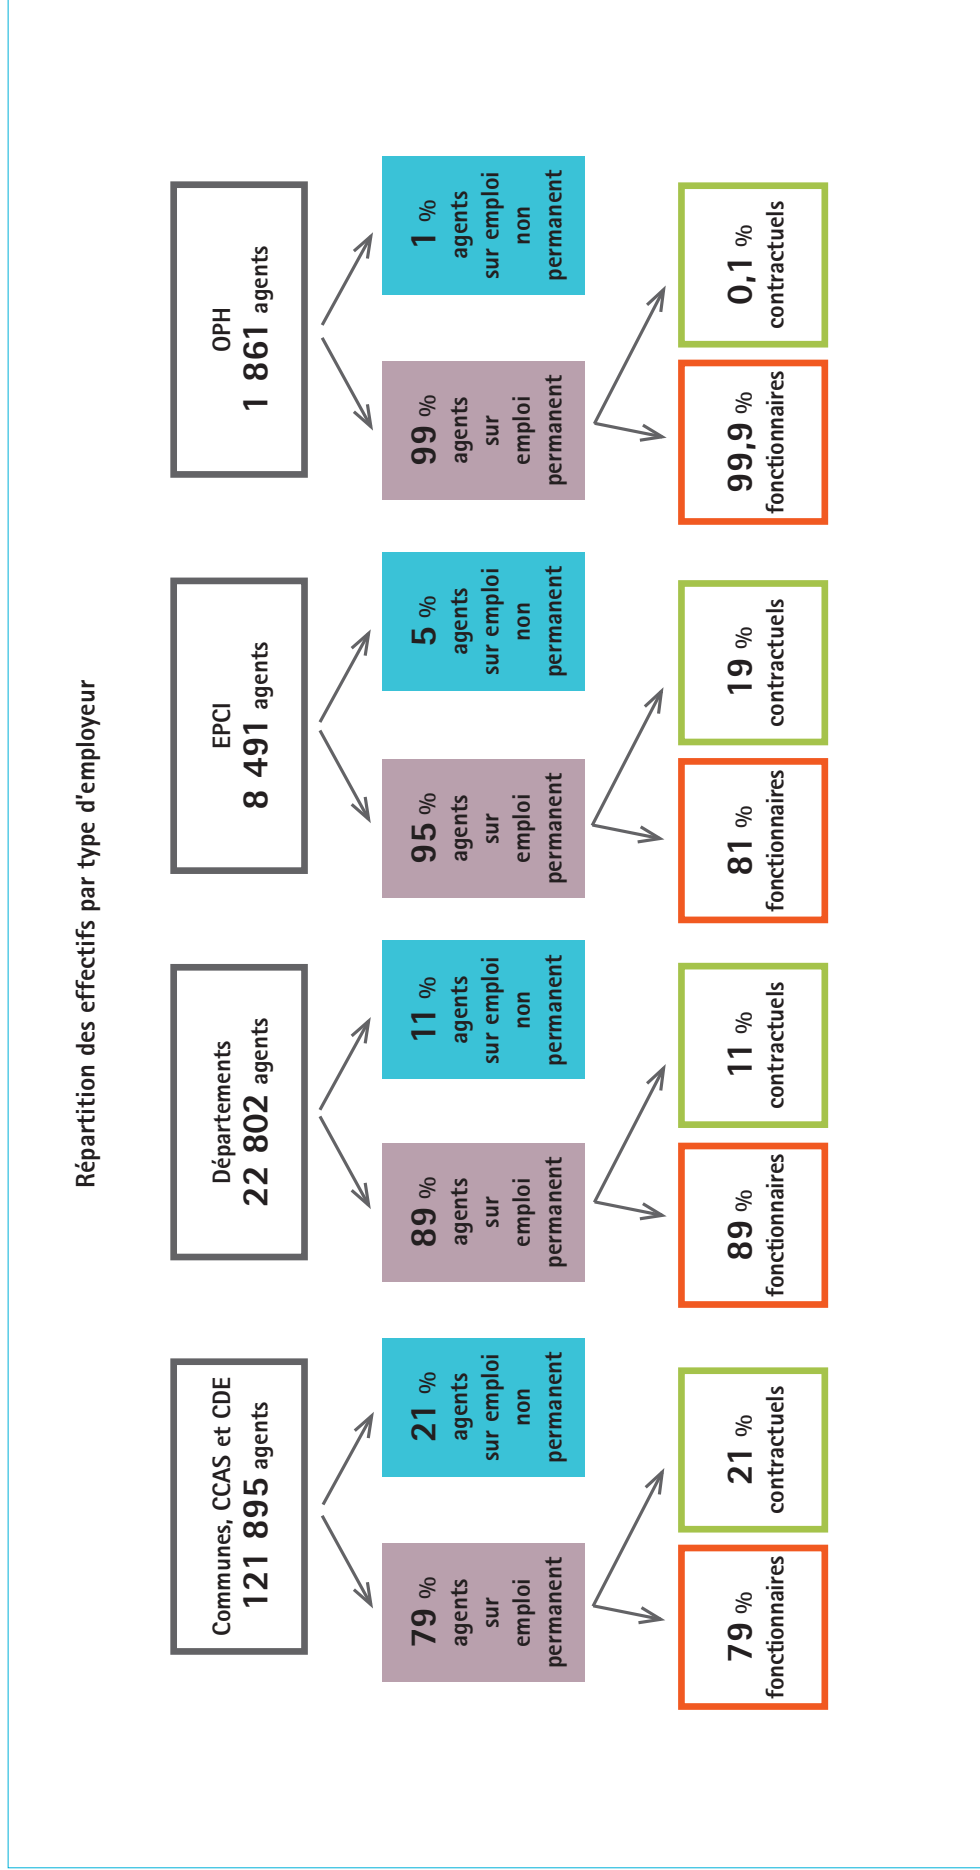 Répartition des effectifs par type d'employeur
Communes, CCAS et CDE
121 895 agents
79 %
agents
sur
emploi
permanent
21 %
agents
sur emploi
non
permanent
79 %
fonctionnaires
21 %
contractuels
Départements
22 802 agents
89 %
agents
sur
emploi
permanent
11 %
agents
sur emploi
non
permanent
89 %
fonctionnaires
11 %
contractuels
EPCI
8 491 agents
95 %
agents
sur
emploi
permanent
5 %
agents
sur emploi
non
permanent
81 %
fonctionnaires
19 %
contractuels
OPH
1 861 agents
99 %
agents
sur
emploi
permanent
1 %
agents
sur emploi
non
permanent
99,9 %
fonctionnaires
0,1 %
contractuels